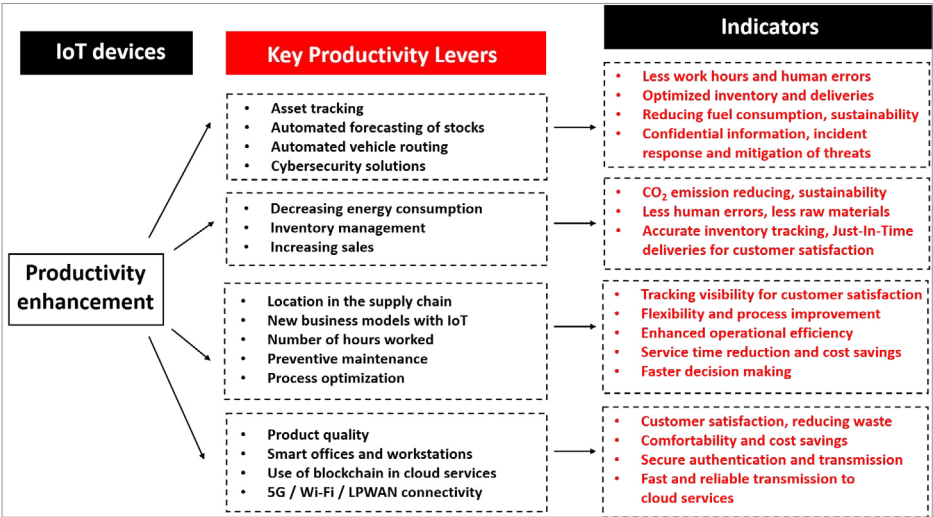 IoT devices
Key Productivity Levers
Indicators
Productivity
enhancement
• Asset tracking
• Automated forecasting of stocks
• Automated vehicle routing
• Cybersecurity solutions
• Less work hours and human errors
• Optimized inventory and deliveries
• Reducing fuel consumption, sustainability
• Confidential information, incident
response and mitigation of threats
• Decreasing energy consumption
• Inventory management
• Increasing sales
• CO₂ emission reducing, sustainability
• Less human errors, less raw materials
• Accurate inventory tracking, Just-In-Time
deliveries for customer satisfaction
• Location in the supply chain
• New business models with IoT
• Number of hours worked
• Preventive maintenance
• Process optimization
• Tracking visibility for customer satisfaction
• Flexibility and process improvement
• Enhanced operational efficiency
• Service time reduction and cost savings
• Faster decision making
• Product quality
• Smart offices and workstations
• Use of blockchain in cloud services
• 5G / Wi-Fi / LPWAN connectivity
• Customer satisfaction, reducing waste
• Comfortability and cost savings
• Secure authentication and transmission
• Fast and reliable transmission to
cloud services